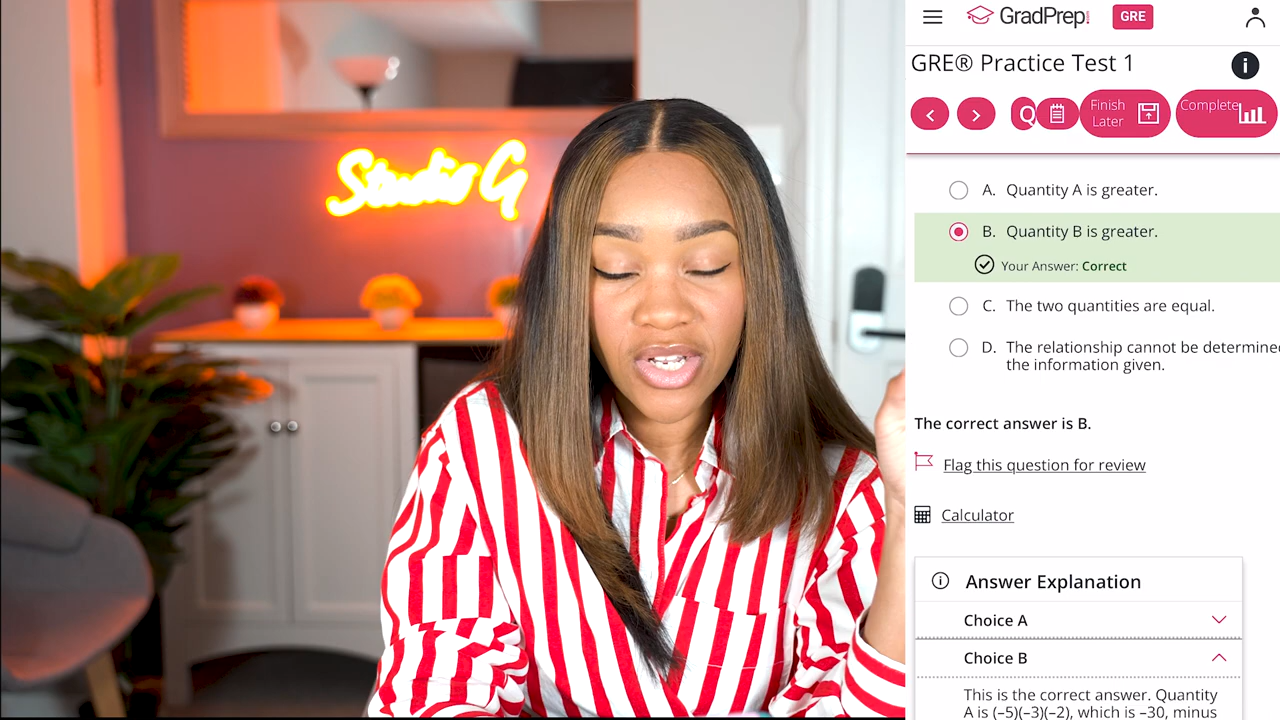 Studio G
GradPrep
GRE
GRE® Practice Test 1
Q
Finish
Later
Complete
A. Quantity A is greater.
B. Quantity B is greater.
Your Answer: Correct
C. The two quantities are equal.
D. The relationship cannot be determined
the information given.
The correct answer is B.
Flag this question for review
Calculator
Answer Explanation
Choice A
Choice B
This is the correct answer. Quantity
A is (–5)(–3)(–2), which is –30, minus